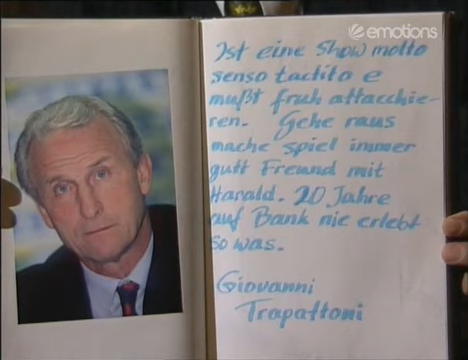 emotions
Ist eine Show molto
senso tactito e
mußt fruh attacchie-
ren. Gehe raus
mache spiel immer
gutt Freund mit
Harald. 20 Jahre
auf Bank nie erlebt
so was.
Giovanni
Trapattoni